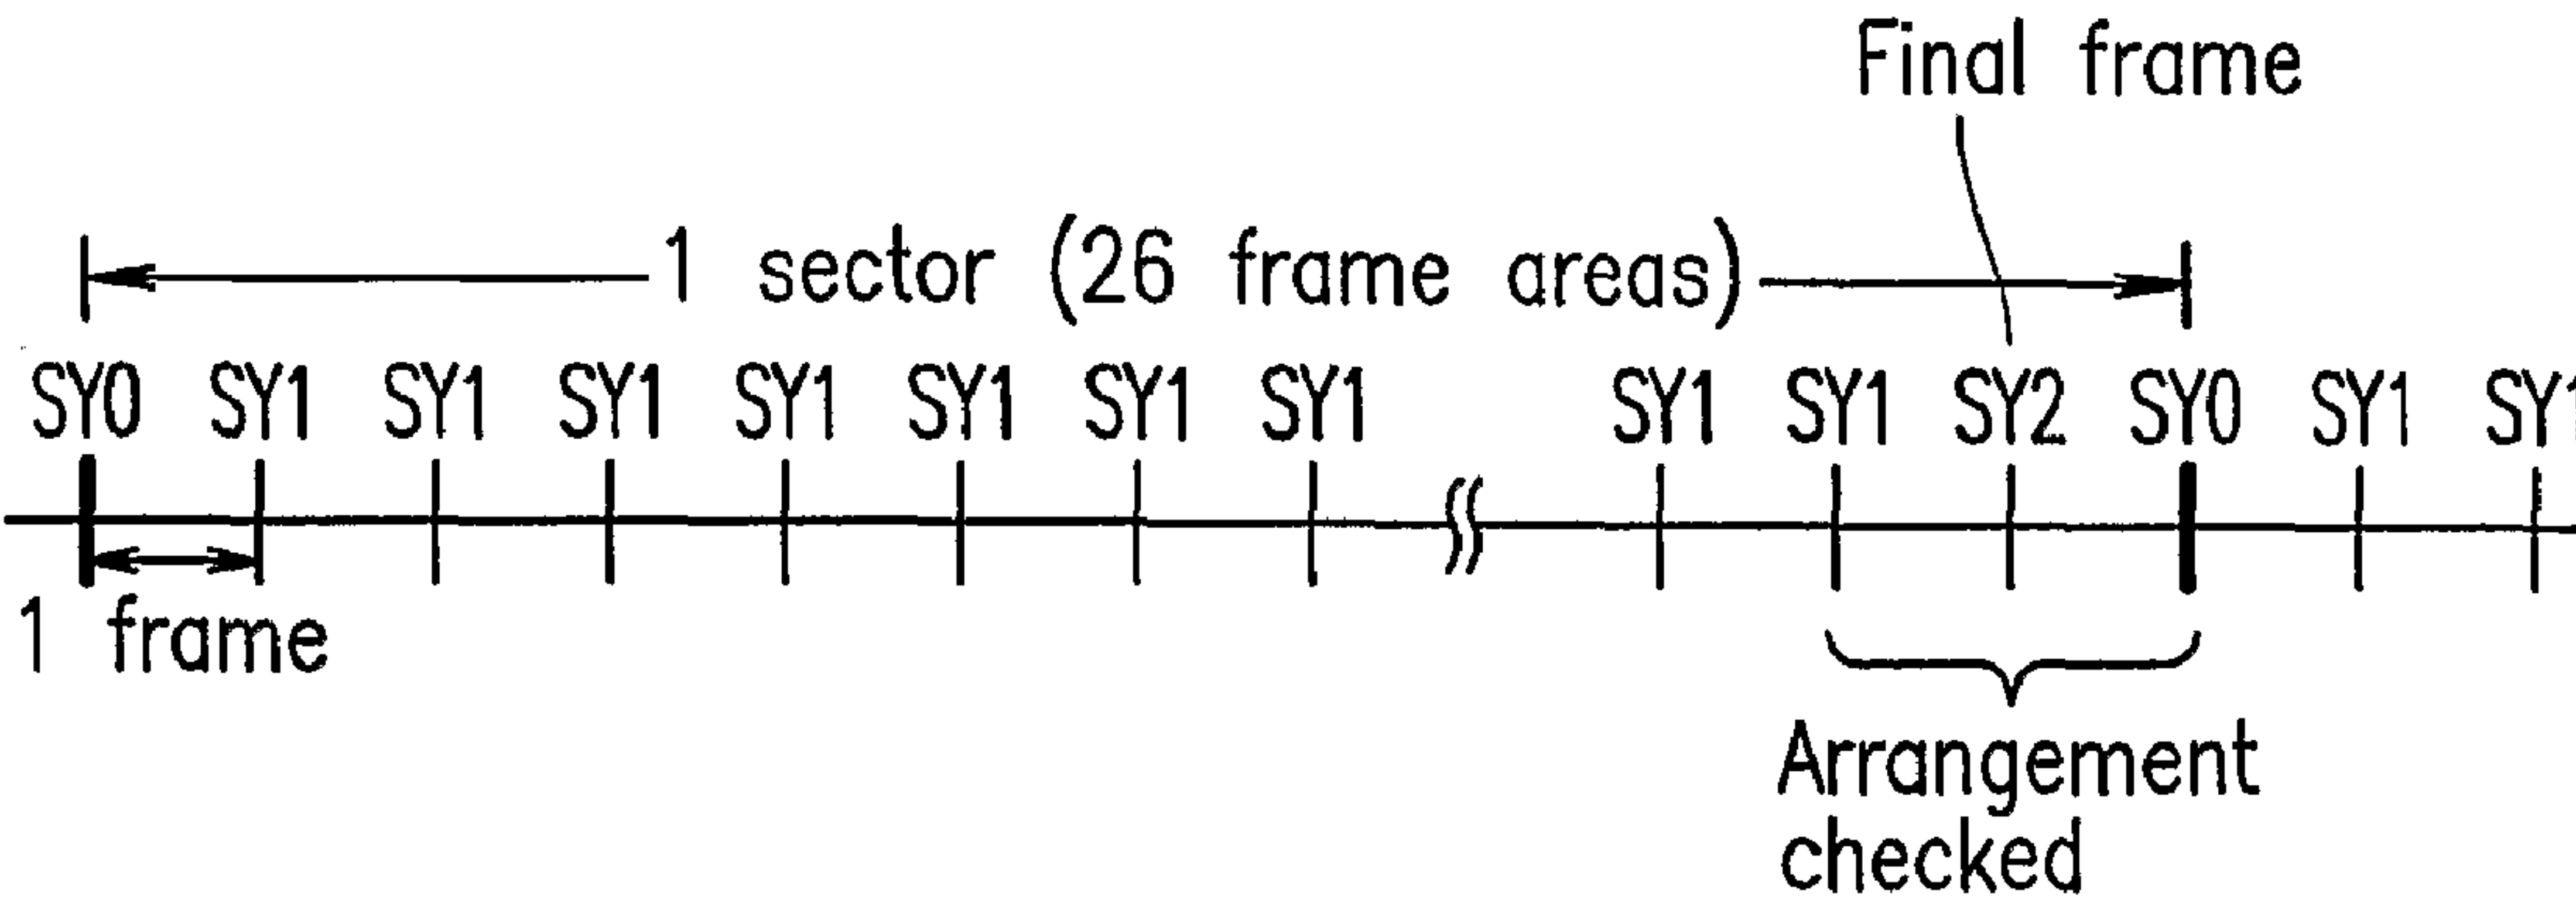 Final frame
1 sector (26 frame areas)
SY0 SY1 SY1 SY1 SY1 SY1 SY1 SY1 SY1 SY1 SY2 SY0 SY1 SY1
1 frame
Arrangement
checked